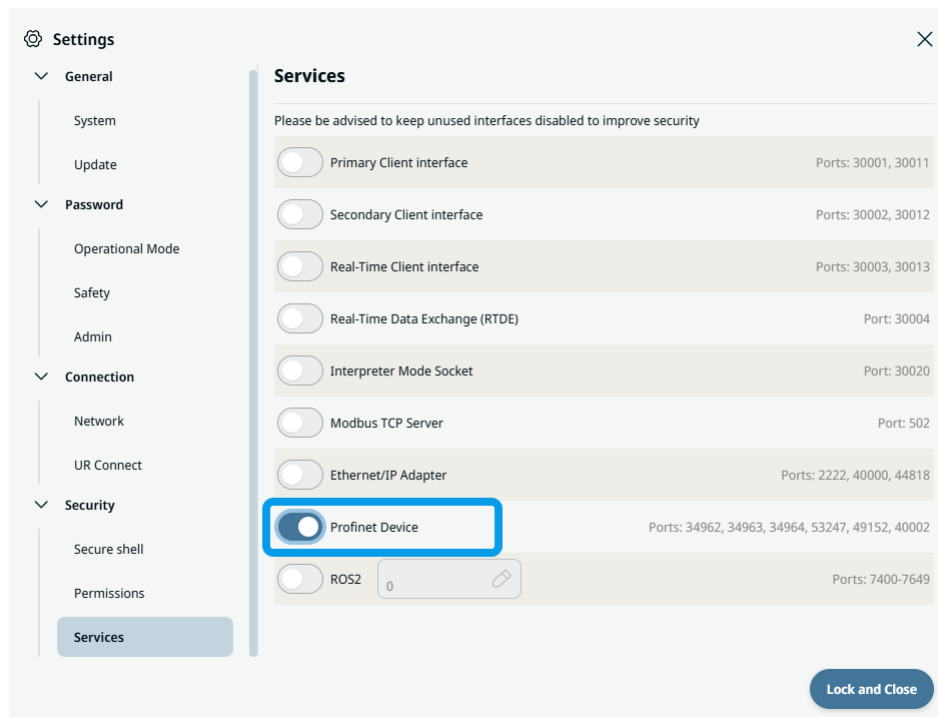 Settings
General
System
Update
Password
Operational Mode
Safety
Admin
Connection
Network
UR Connect
Security
Secure shell
Permissions
Services
Services
Please be advised to keep unused interfaces disabled to improve security
Primary Client interface Ports: 30001, 30011
Secondary Client interface Ports: 30002, 30012
Real-Time Client interface Ports: 30003, 30013
Real-Time Data Exchange (RTDE) Port: 30004
Interpreter Mode Socket Port: 30020
Modbus TCP Server Port: 502
Ethernet/IP Adapter Ports: 2222, 40000, 44818
Profinet Device Ports: 34962, 34963, 34964, 53247, 49152, 40002
ROS2 0 Ports: 7400-7649
Lock and Close